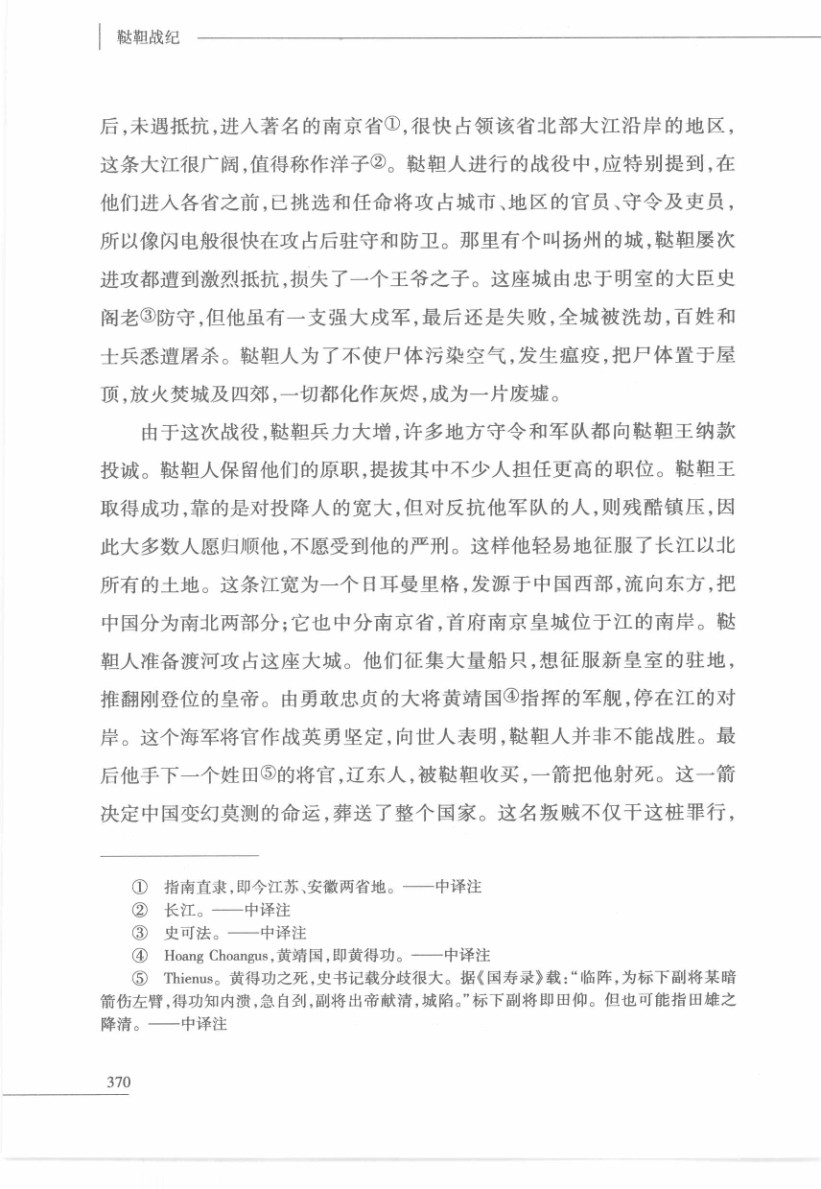 鞑靼战纪
后,未遇抵抗,进入著名的南京省①,很快占领该省北部大江沿岸的地区,
这条大江很广阔,值得称作洋子②。鞑靼人进行的战役中,应特别提到,在
他们进入各省之前,已挑选和任命将攻占城市、地区的官员、守令及吏员,
所以像闪电般很快在攻占后驻守和防卫。那里有个叫扬州的城,鞑靼屡次
进攻都遭到激烈抵抗,损失了一个王爷之子。这座城由忠于明室的大臣史
阁老③防守,但他虽有一支强大戍军,最后还是失败,全城被洗劫,百姓和
士兵悉遭屠杀。鞑靼人为了不使尸体污染空气,发生瘟疫,把尸体置于屋
顶,放火焚城及四郊,一切都化作灰烬,成为一片废墟。
由于这次战役,鞑靼兵力大增,许多地方守令和军队都向鞑靼王纳款
投诚。鞑靼人保留他们的原职,提拔其中不少人担任更高的职位。鞑靼王
取得成功,靠的是对投降人的宽大,但对反抗他军队的人,则残酷镇压,因
此大多数人愿归顺他,不愿受到他的严刑。这样他轻易地征服了长江以北
所有的土地。这条江宽为一个日耳曼里格,发源于中国西部,流向东方,把
中国分为南北两部分;它也中分南京省,首府南京皇城位于江的南岸。鞑
靼人准备渡河攻占这座大城。他们征集大量船只,想征服新皇室的驻地,
推翻刚登位的皇帝。由勇敢忠贞的大将黄靖国④指挥的军舰,停在江的对
岸。这个海军将官作战英勇坚定,向世人表明,鞑靼人并非不能战胜。最
后他手下一个姓田⑤的将官,辽东人,被鞑靼收买,一箭把他射死。这一箭
决定中国变幻莫测的命运,葬送了整个国家。这名叛贼不仅干这桩罪行,
① 指南直隶,即今江苏、安徽两省地。——中译注
② 长江。——中译注
③ 史可法。——中译注
④ Hoang Choangus,黄靖国,即黄得功。——中译注
⑤ Thienus。黄得功之死,史书记载分歧很大。据《国寿录》载:“临阵,为标下副将某暗
箭伤左臂,得功知内溃,急自刭,副将出帝献清,城陷。”标下副将即田仰。但也可能指田雄之
降清。——中译注
370